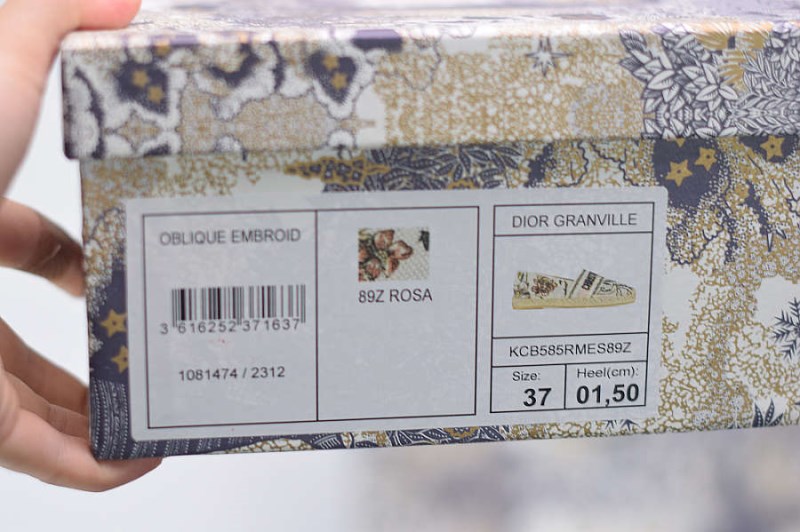 OBLIQUE EMBROID
3 616252 371637
1081474 / 2312
89Z ROSA
DIOR GRANVILLE
KCB585RMES89Z
Size:
37
Heel(cm):
01,50